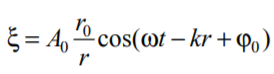 ξ = A₀ r₀/r cos(ωt − kr + φ₀)